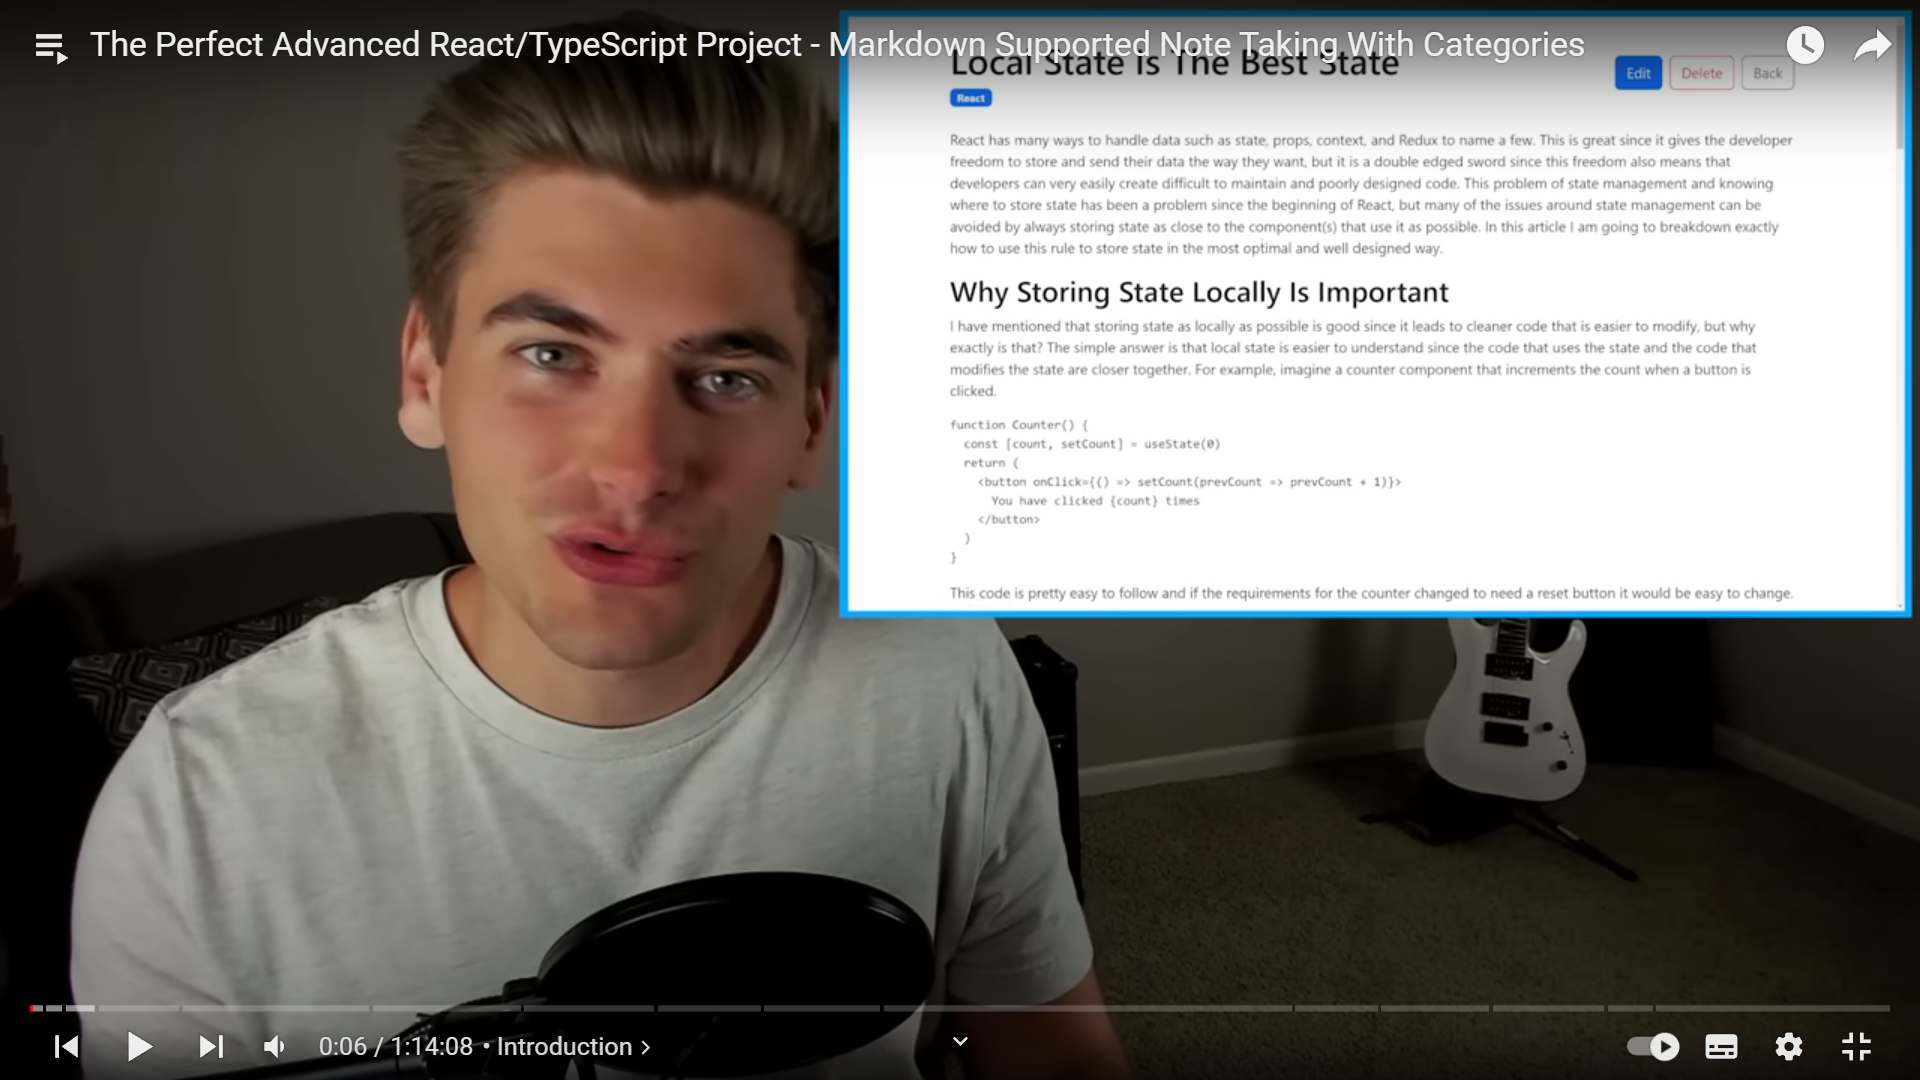 The Perfect Advanced React/TypeScript Project - Markdown Supported Note Taking With Categories
Local State is The Best State
Edit Delete Back
React
React has many ways to handle data such as state, props, context, and Redux to name a few. This is great since it gives the developer
freedom to store and send their data the way they want, but it is a double edged sword since this freedom also means that
developers can very easily create difficult to maintain and poorly designed code. This problem of state management and knowing
where to store state has been a problem since the beginning of React, but many of the issues around state management can be
avoided by always storing state as close to the component(s) that use it as possible. In this article I am going to breakdown exactly
how to use this rule to store state in the most optimal and well designed way.
Why Storing State Locally Is Important
I have mentioned that storing state as locally as possible is good since it leads to cleaner code that is easier to modify, but why
exactly is that? The simple answer is that local state is easier to understand since the code that uses the state and the code that
modifies the state are closer together. For example, imagine a counter component that increments the count when a button is
clicked.
function Counter() {
const [count, setCount] = useState(0)
return (
<button onClick={() => setCount(prevCount => prevCount + 1)}>
You have clicked {count} times
</button>
)
}
This code is pretty easy to follow and if the requirements for the counter changed to need a reset button it would be easy to change.
0:06 / 1:14:08 • Introduction